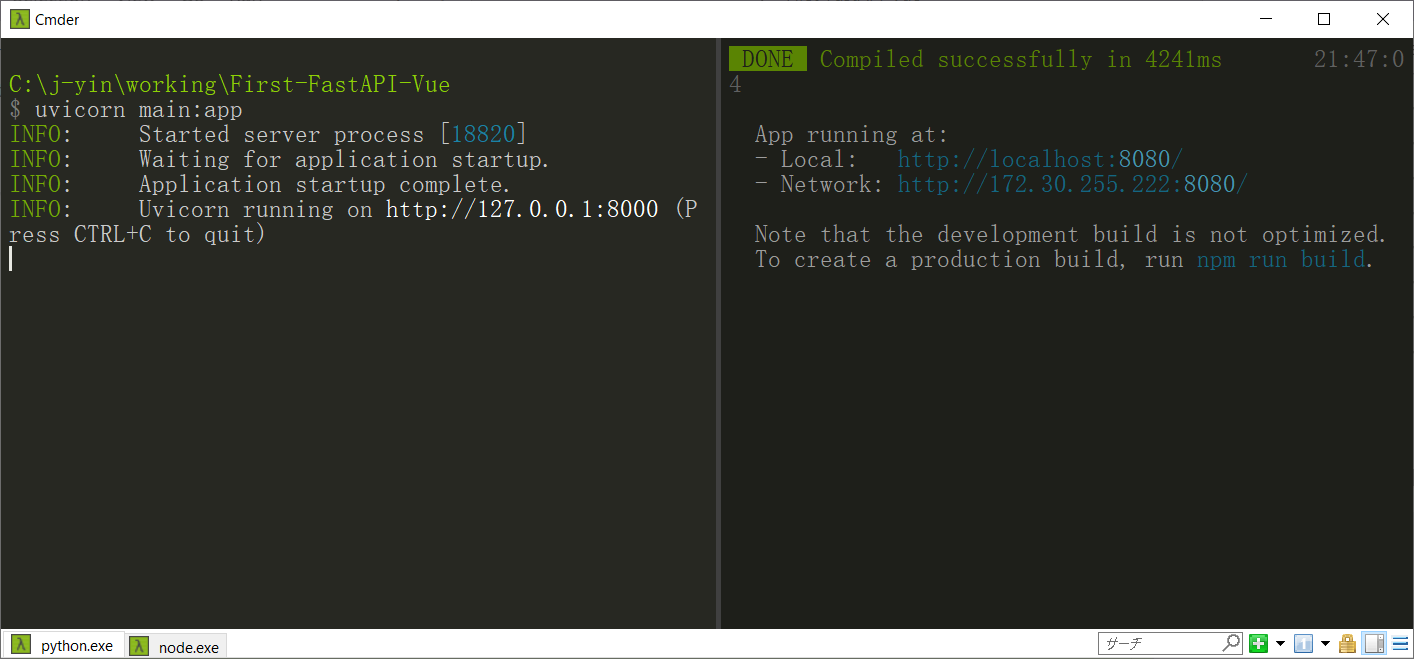 Cmder
C:\j-yin\working\First-FastAPI-Vue
$ uvicorn main:app
INFO:     Started server process [18820]
INFO:     Waiting for application startup.
INFO:     Application startup complete.
INFO:     Uvicorn running on http://127.0.0.1:8000 (P
ress CTRL+C to quit)
DONE  Compiled successfully in 4241ms       21:47:0
4
App running at:
- Local:   http://localhost:8080/
- Network: http://172.30.255.222:8080/
Note that the development build is not optimized.
To create a production build, run npm run build.
python.exe
node.exe
サーチ